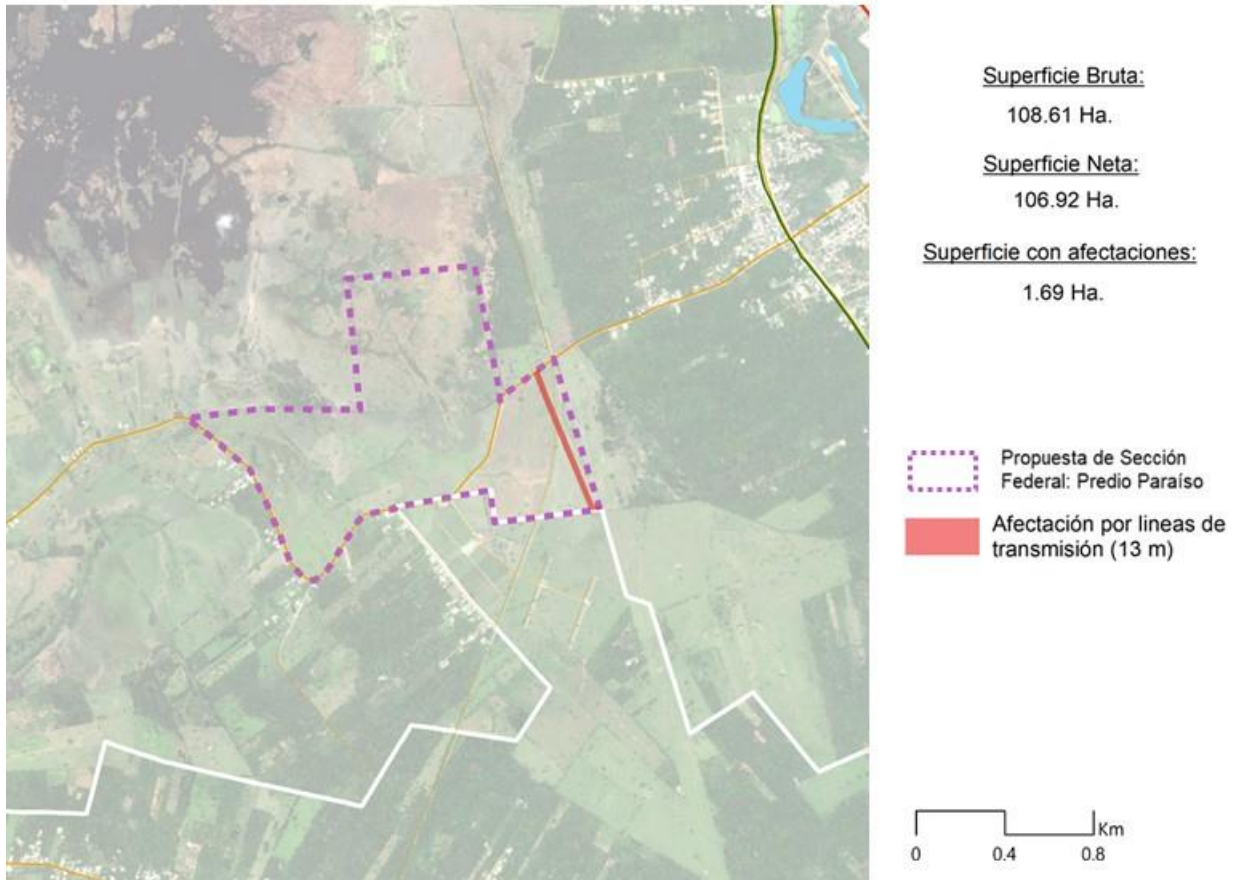 Superficie Bruta:
108.61 Ha.
Superficie Neta:
106.92 Ha.
Superficie con afectaciones:
1.69 Ha.
Propuesta de Sección
Federal: Predio Paraíso
Afectación por lineas de
transmisión (13 m)
Km
0 0.4 0.8